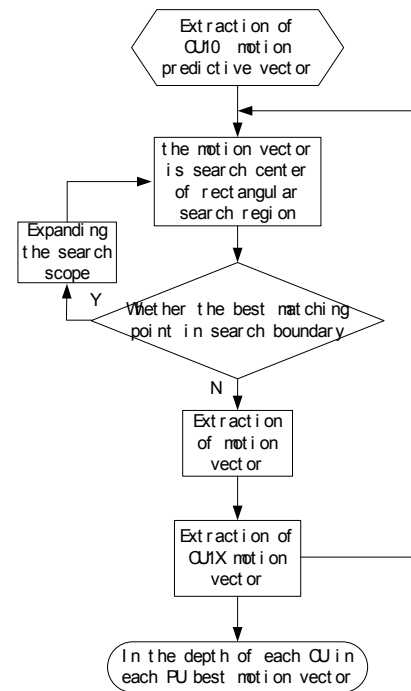 Extraction of
CU10 motion
predictive vector
the motion vector
is search center
of rectangular
search region
Expanding
the search
scope
Y
Whether the best matching
point in search boundary
N
Extraction
of motion
vector
Extraction of
CU1X motion
vector
In the depth of each CU in
each PU best motion vector